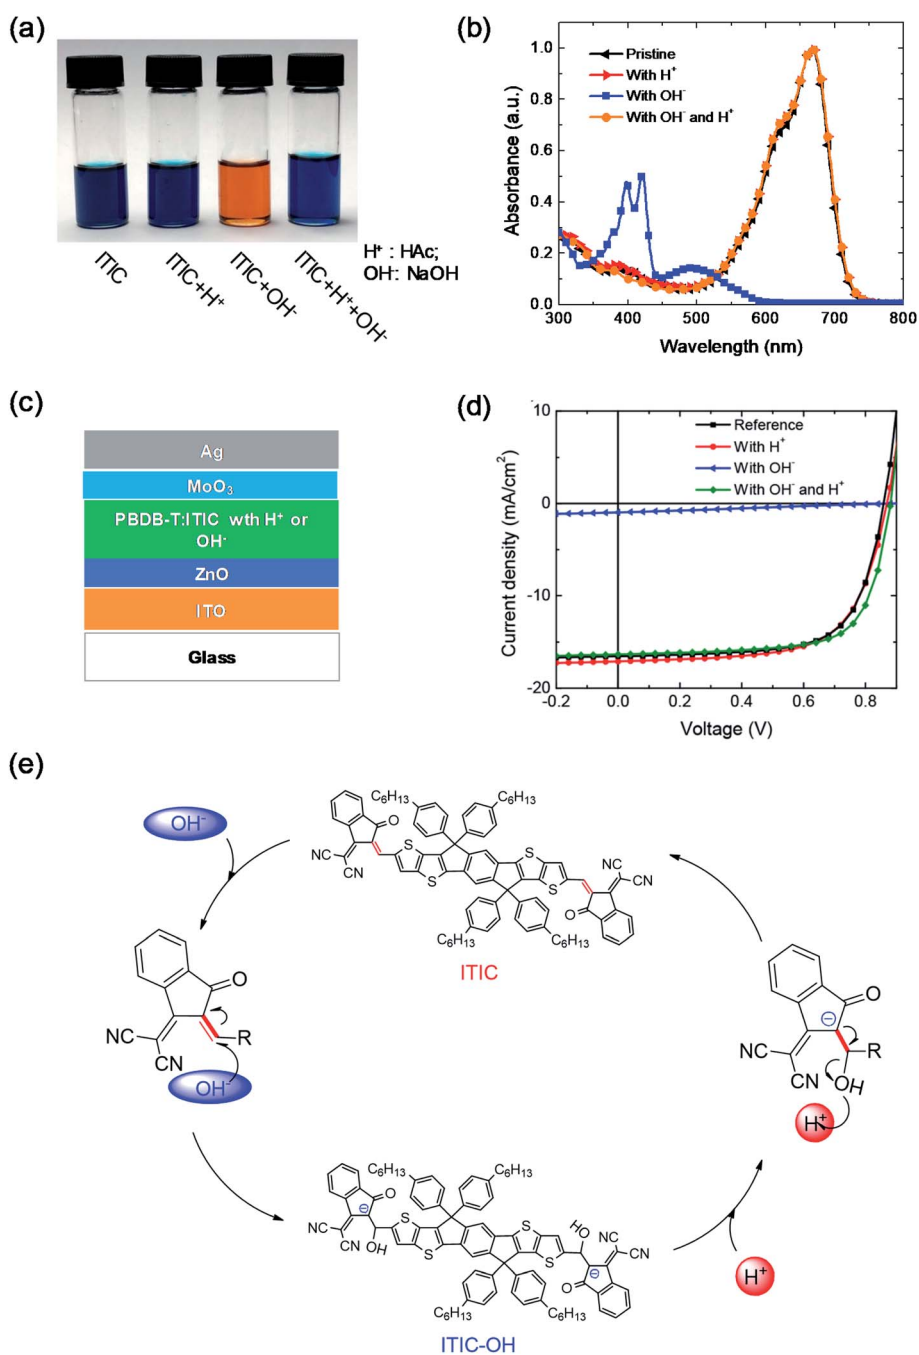 (a)
ITIC
ITIC+H⁺
ITIC+OH⁻
ITIC+H⁺+OH⁻
H⁺ : HAc;
OH⁻: NaOH
(b)
Absorbance (a.u.)
1.0
0.8
0.6
0.4
0.2
0.0
Pristine
With H⁺
With OH⁻
With OH⁻ and H⁺
300 400 500 600 700 800
Wavelength (nm)
(c)
Ag
MoO₃
PBDB-T:ITIC wth H⁺ or
OH⁻
ZnO
ITO
Glass
(d)
Current density (mA/cm²)
10
0
-10
-20
Reference
With H⁺
With OH⁻
With OH⁻ and H⁺
-0.2 0.0 0.2 0.4 0.6 0.8
Voltage (V)
(e)
OH⁻
C₆H₁₃ C₆H₁₃
O
NC
CN
S S
S S
CN
CN
O
C₆H₁₃ C₆H₁₃
ITIC
O
NC
CN
R
OH⁻
O
⊖
R
NC
CN
OH
H⁺
C₆H₁₃ C₆H₁₃
O
⊖
NC
CN
OH
S S
S S
HO
CN
CN
O
⊖
C₆H₁₃ C₆H₁₃
ITIC-OH
H⁺